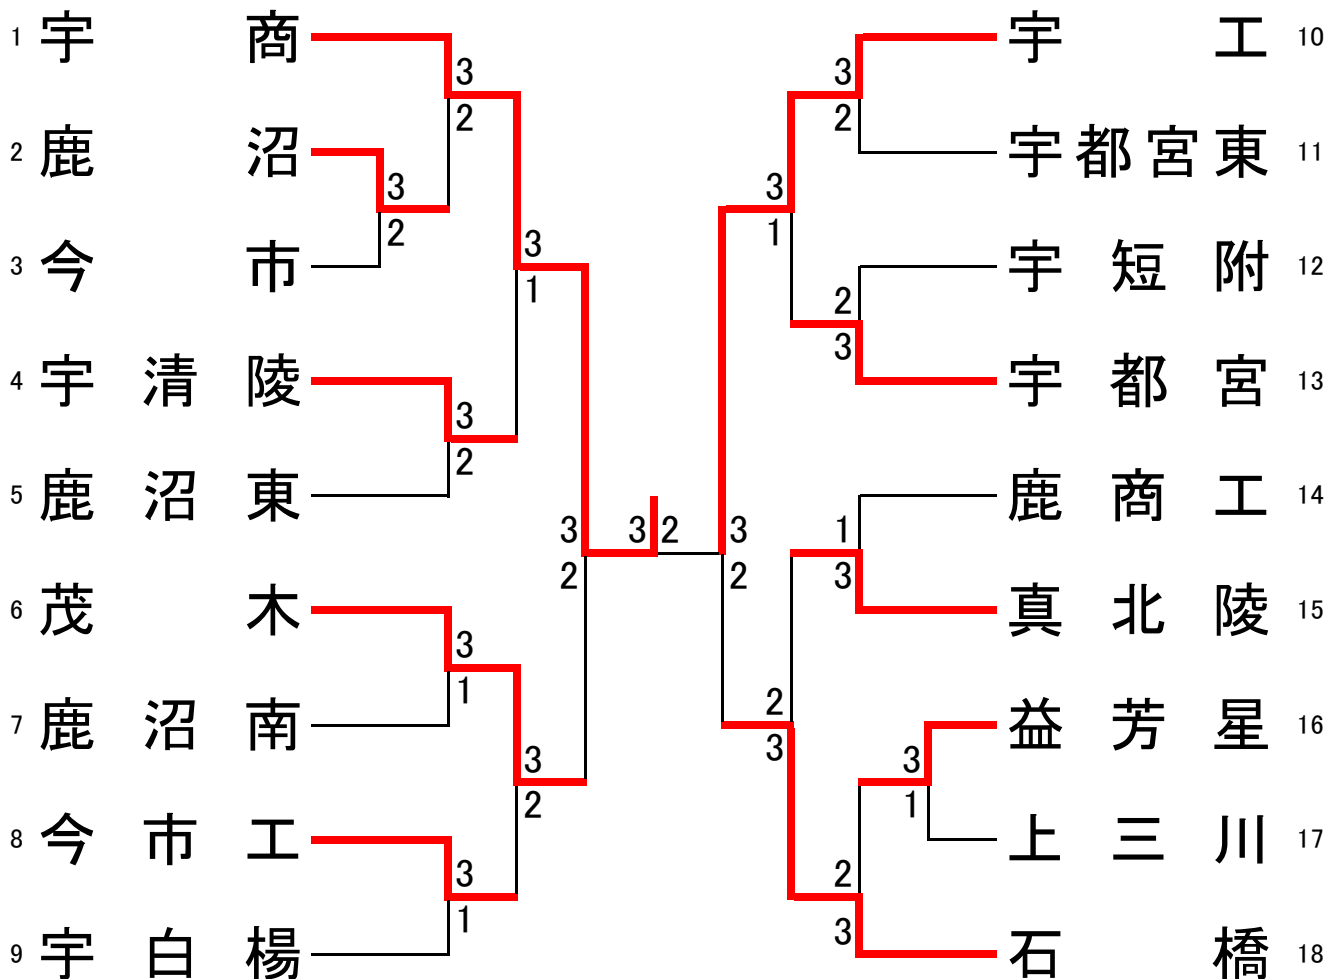 1 宇商
2 鹿沼
3 今市
4 宇清陵
5 鹿沼東
6 茂木
7 鹿沼南
8 今市工
9 宇白楊
3
2
3
2
3
1
3
2
3
2
3
1
3
2
3
1
3 2
宇工 10
宇都宮東 11
宇短附 12
宇都宮 13
鹿商工 14
真北陵 15
益芳星 16
上三川 17
石橋 18
3
2
3
1
2
3
3
2
1
3
2
3
3
1
2
3